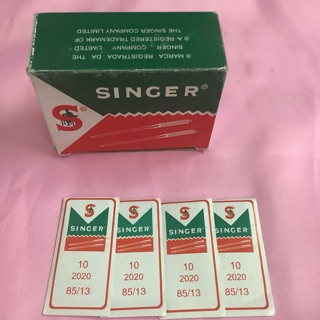 ® MARCA REGISTRADA DA THE
SINGER COMPANY LIMITED
® A REGISTERED TRADEMARK OF
THE SINGER COMPANY LIMITED
S®
SINGER®
S
SINGER®
10
2020
85/13
S
SINGER®
10
2020
85/13
S
SINGER®
10
2020
85/13
S
SINGER®
10
2020
85/13